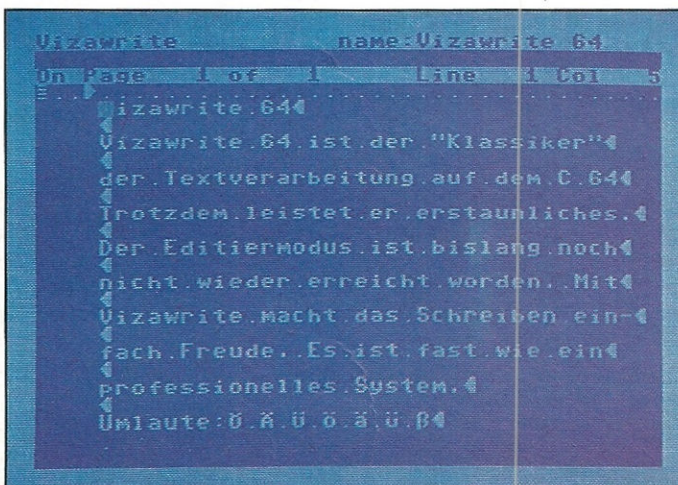 Vizawrite name:Vizawrite 64
On Page 1 of 1 Line 1 Col 5
Vizawrite.64
Vizawrite.64.ist.der."Klassiker"
der.Textverarbeitung.auf.dem.C.64
Trotzdem.leistet.er.erstaunliches.
Der.Editiermodus.ist.bislang.noch
nicht.wieder.erreicht.worden..Mit
Vizawrite.macht.das.Schreiben.ein-
fach.Freude..Es.ist.fast.wie.ein
professionelles.System.
Umlaute:Ö.Ä.Ü.ö.ä.ü.ß